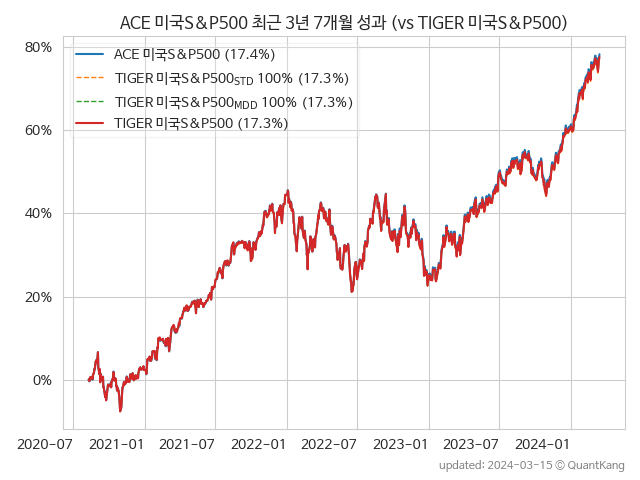 ACE 미국S&P500 최근 3년 7개월 성과 (vs TIGER 미국S&P500)
80%
60%
40%
20%
0%
ACE 미국S&P500 (17.4%)
TIGER 미국S&P500STD 100% (17.3%)
TIGER 미국S&P500MDD 100% (17.3%)
TIGER 미국S&P500 (17.3%)
2020-07 2021-01 2021-07 2022-01 2022-07 2023-01 2023-07 2024-01
updated: 2024-03-15 © QuantKang